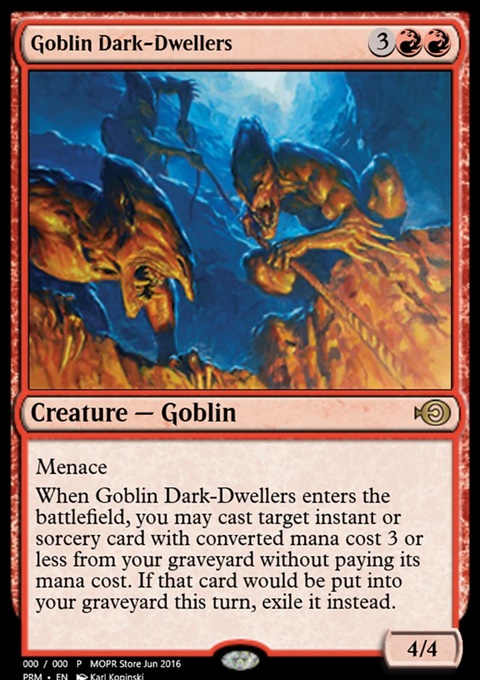 Goblin Dark-Dwellers 3
Creature — Goblin
Menace
When Goblin Dark-Dwellers enters the
battlefield, you may cast target instant or
sorcery card with converted mana cost 3 or
less from your graveyard without paying its
mana cost. If that card would be put into
your graveyard this turn, exile it instead.
4/4
000 / 000 P MOPR Store Jun 2016
PRM • EN Karl Kopinski